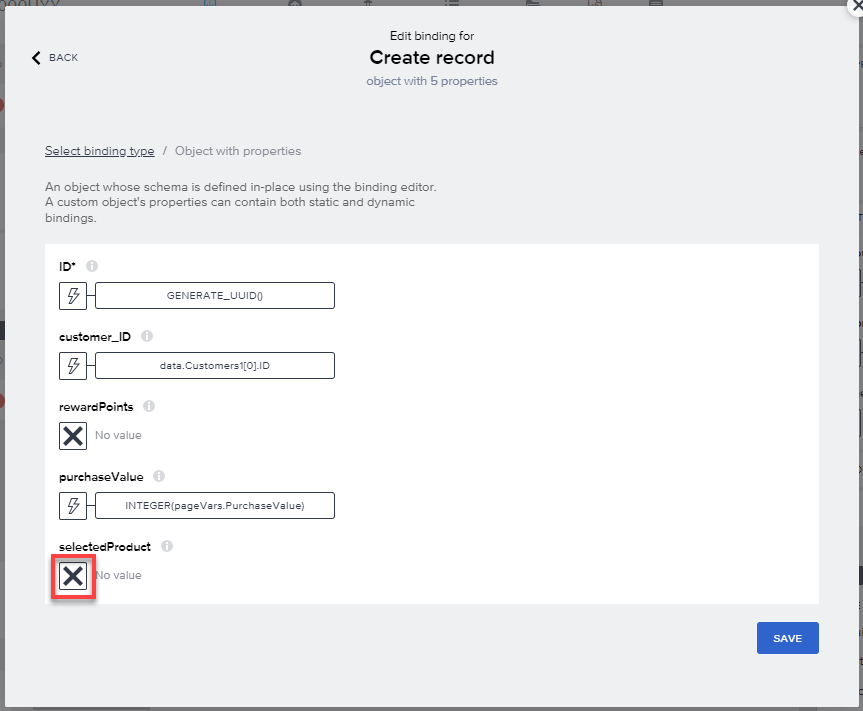 Edit binding for
BACK
Create record
object with 5 properties
Select binding type / Object with properties
An object whose schema is defined in-place using the binding editor.
A custom object's properties can contain both static and dynamic
bindings.
ID*
GENERATE_UUID()
customer_ID
data.Customers1[0].ID
rewardPoints
No value
purchaseValue
INTEGER(pageVars.PurchaseValue)
selectedProduct
No value
SAVE